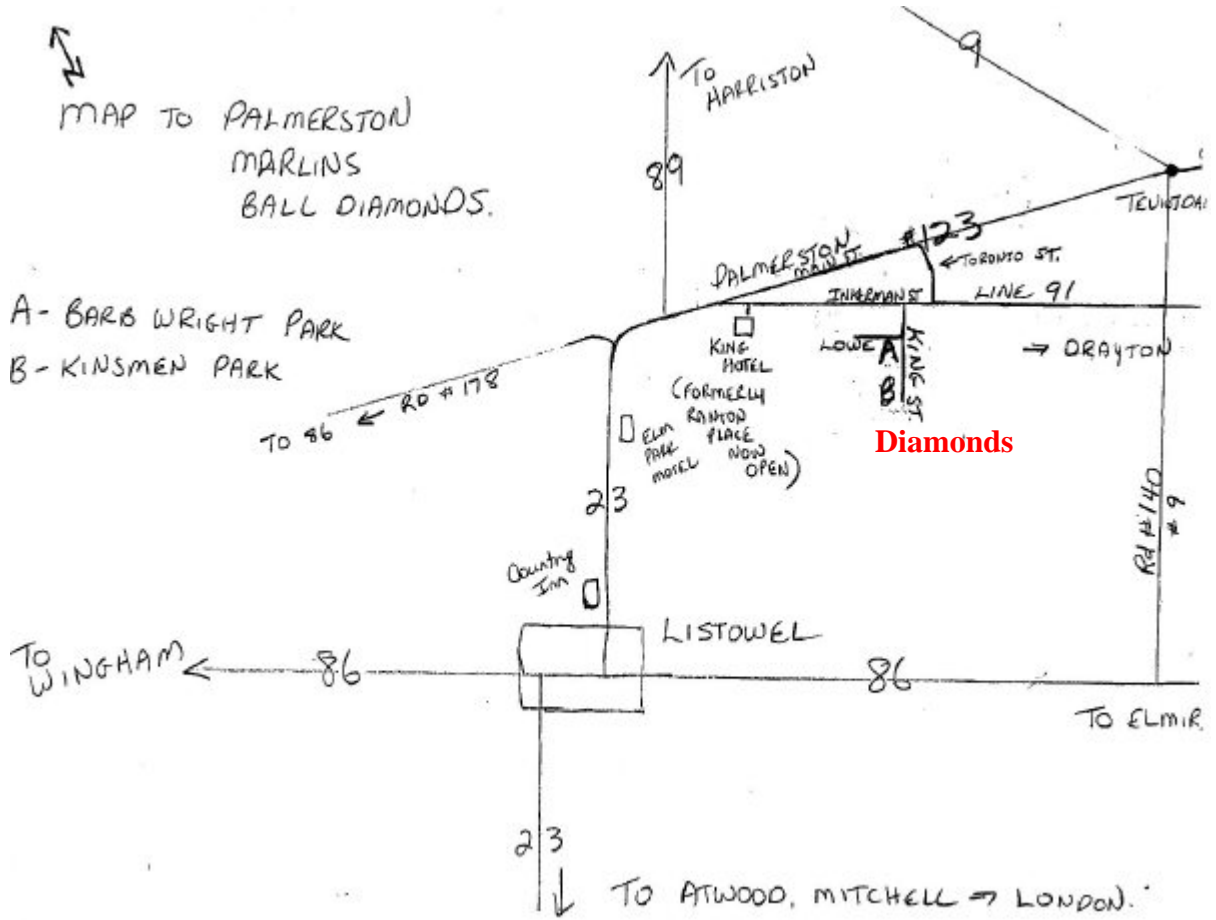 MAP TO PALMERSTON
MARLINS
BALL DIAMONDS.
A - BARB WRIGHT PARK
B - KINSMEN PARK
9
TO
HARRISTON
89
PALMERSTON
MAIN ST.
#123
TORONTO ST.
INKERMAN ST
LINE 91
→ DRAYTON
KING
HOTEL
(FORMERLY
RANTON
PLACE
NOW
OPEN)
LOWE
A
B
KING ST.
Diamonds
TO 86 ← RD #178
ELM
PARK
MOTEL
23
Country
Inn
Rd #140
#9
LISTOWEL
TO
WINGHAM
86
86
TO ELMIR
23
TO ATWOOD, MITCHELL → LONDON.